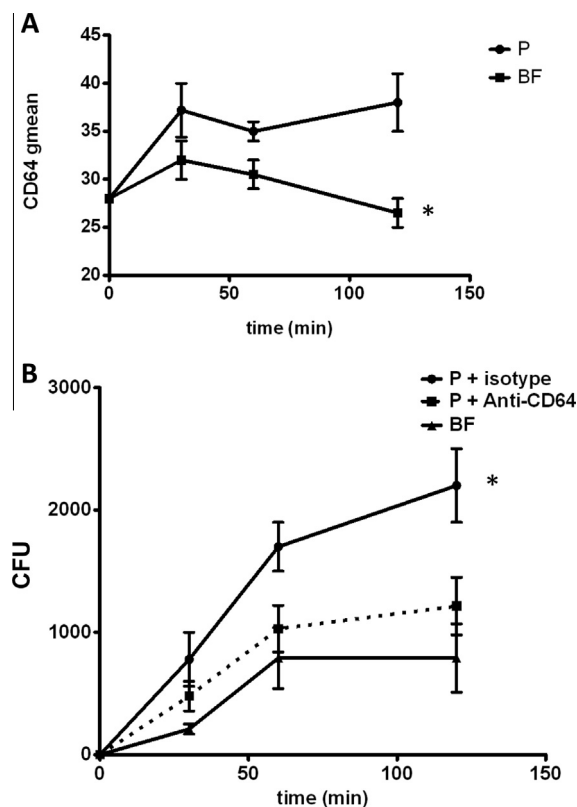 A
P
BF
CD64 gmean
45
40
35
30
25
20
*
0 50 100 150
time (min)
B
P + isotype
P + Anti-CD64
BF
CFU
3000
2000
1000
0
*
0 50 100 150
time (min)